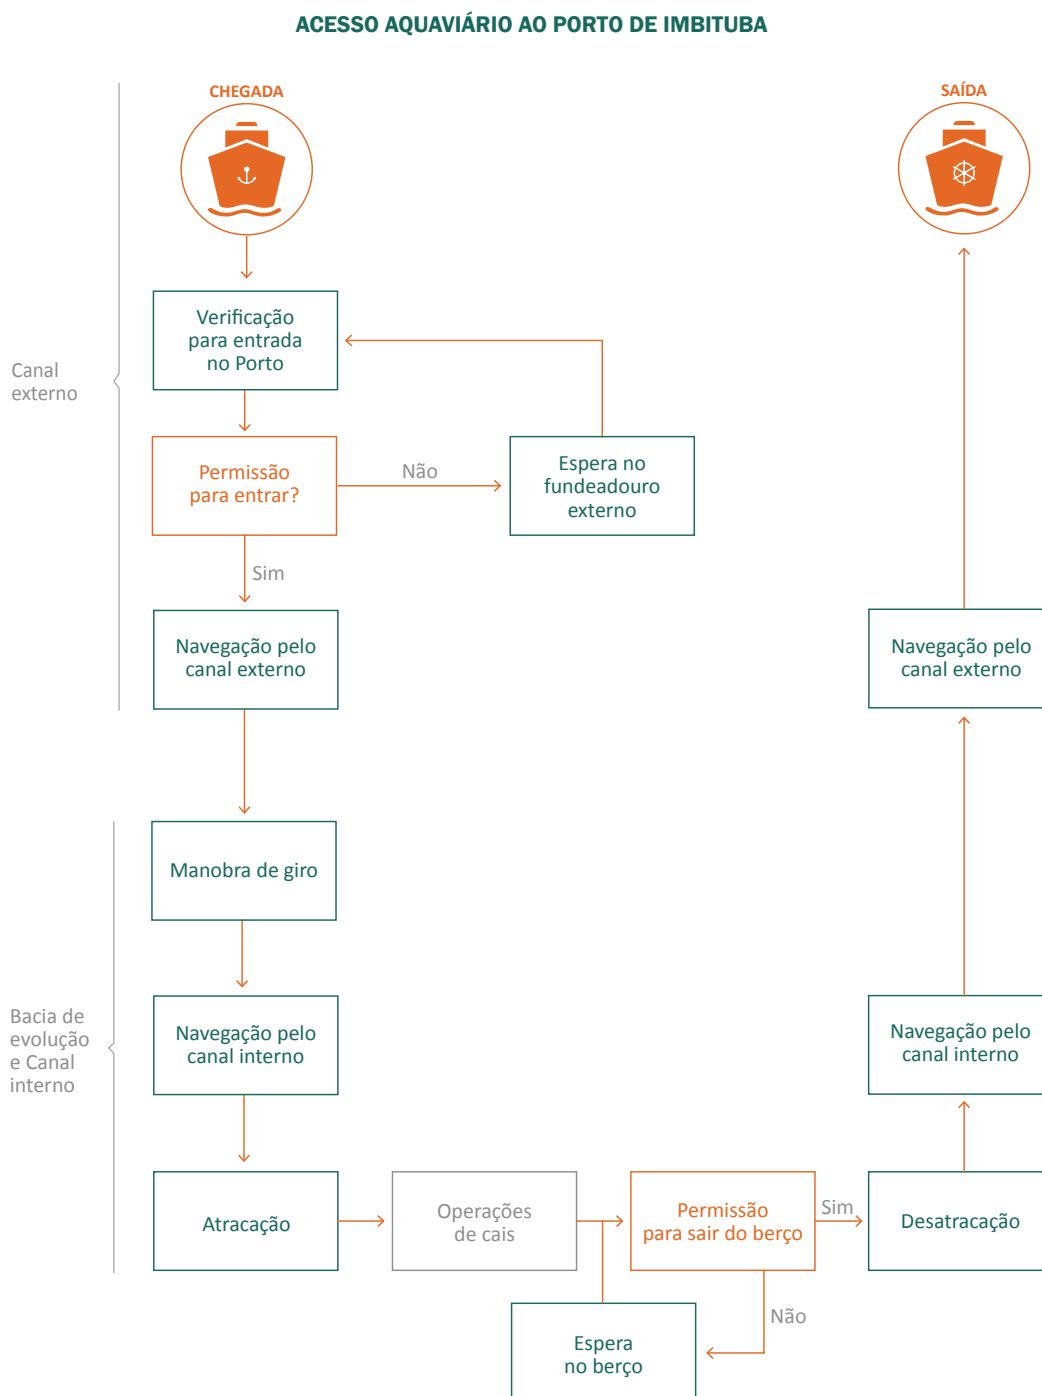 ACESSO AQUAVIÁRIO AO PORTO DE IMBITUBA
CHEGADA
SAÍDA
Verificação
para entrada
no Porto
Canal
externo
Permissão
para entrar?
Não
Espera no
fundeadouro
externo
Sim
Navegação pelo
canal externo
Navegação pelo
canal externo
Manobra de giro
Bacia de
evolução
e Canal
interno
Navegação pelo
canal interno
Navegação pelo
canal interno
Atracação
Operações
de cais
Permissão
para sair do berço
Sim
Desatracação
Não
Espera
no berço